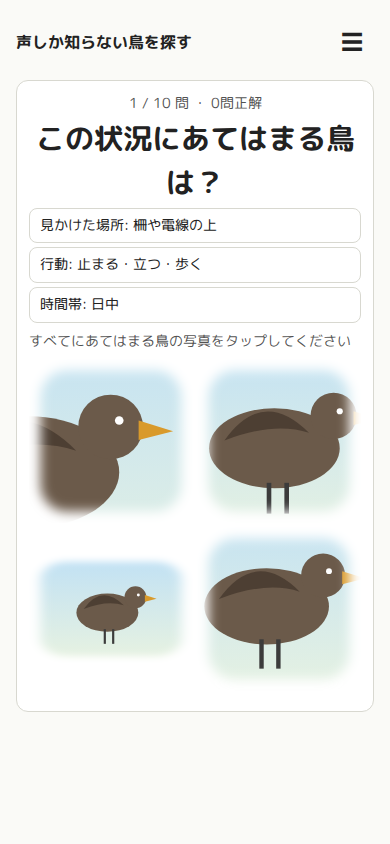 声しか知らない鳥を探す
1 / 10 問 · 0問正解
この状況にあてはまる鳥
は？
見かけた場所: 柵や電線の上
行動: 止まる · 立つ · 歩く
時間帯: 日中
すべてにあてはまる鳥の写真をタップしてください